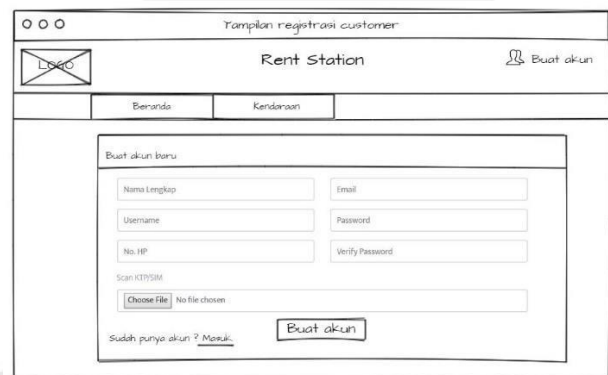 Tampilan registrasi customer
LOGO
Rent Station
Buat akun
Beranda Kendaraan
Buat akun baru
Nama Lengkap Email
Username Password
No. HP Verify Password
Scan KTP/SIM
Choose File No file chosen
Sudah punya akun ? Masuk.
Buat akun